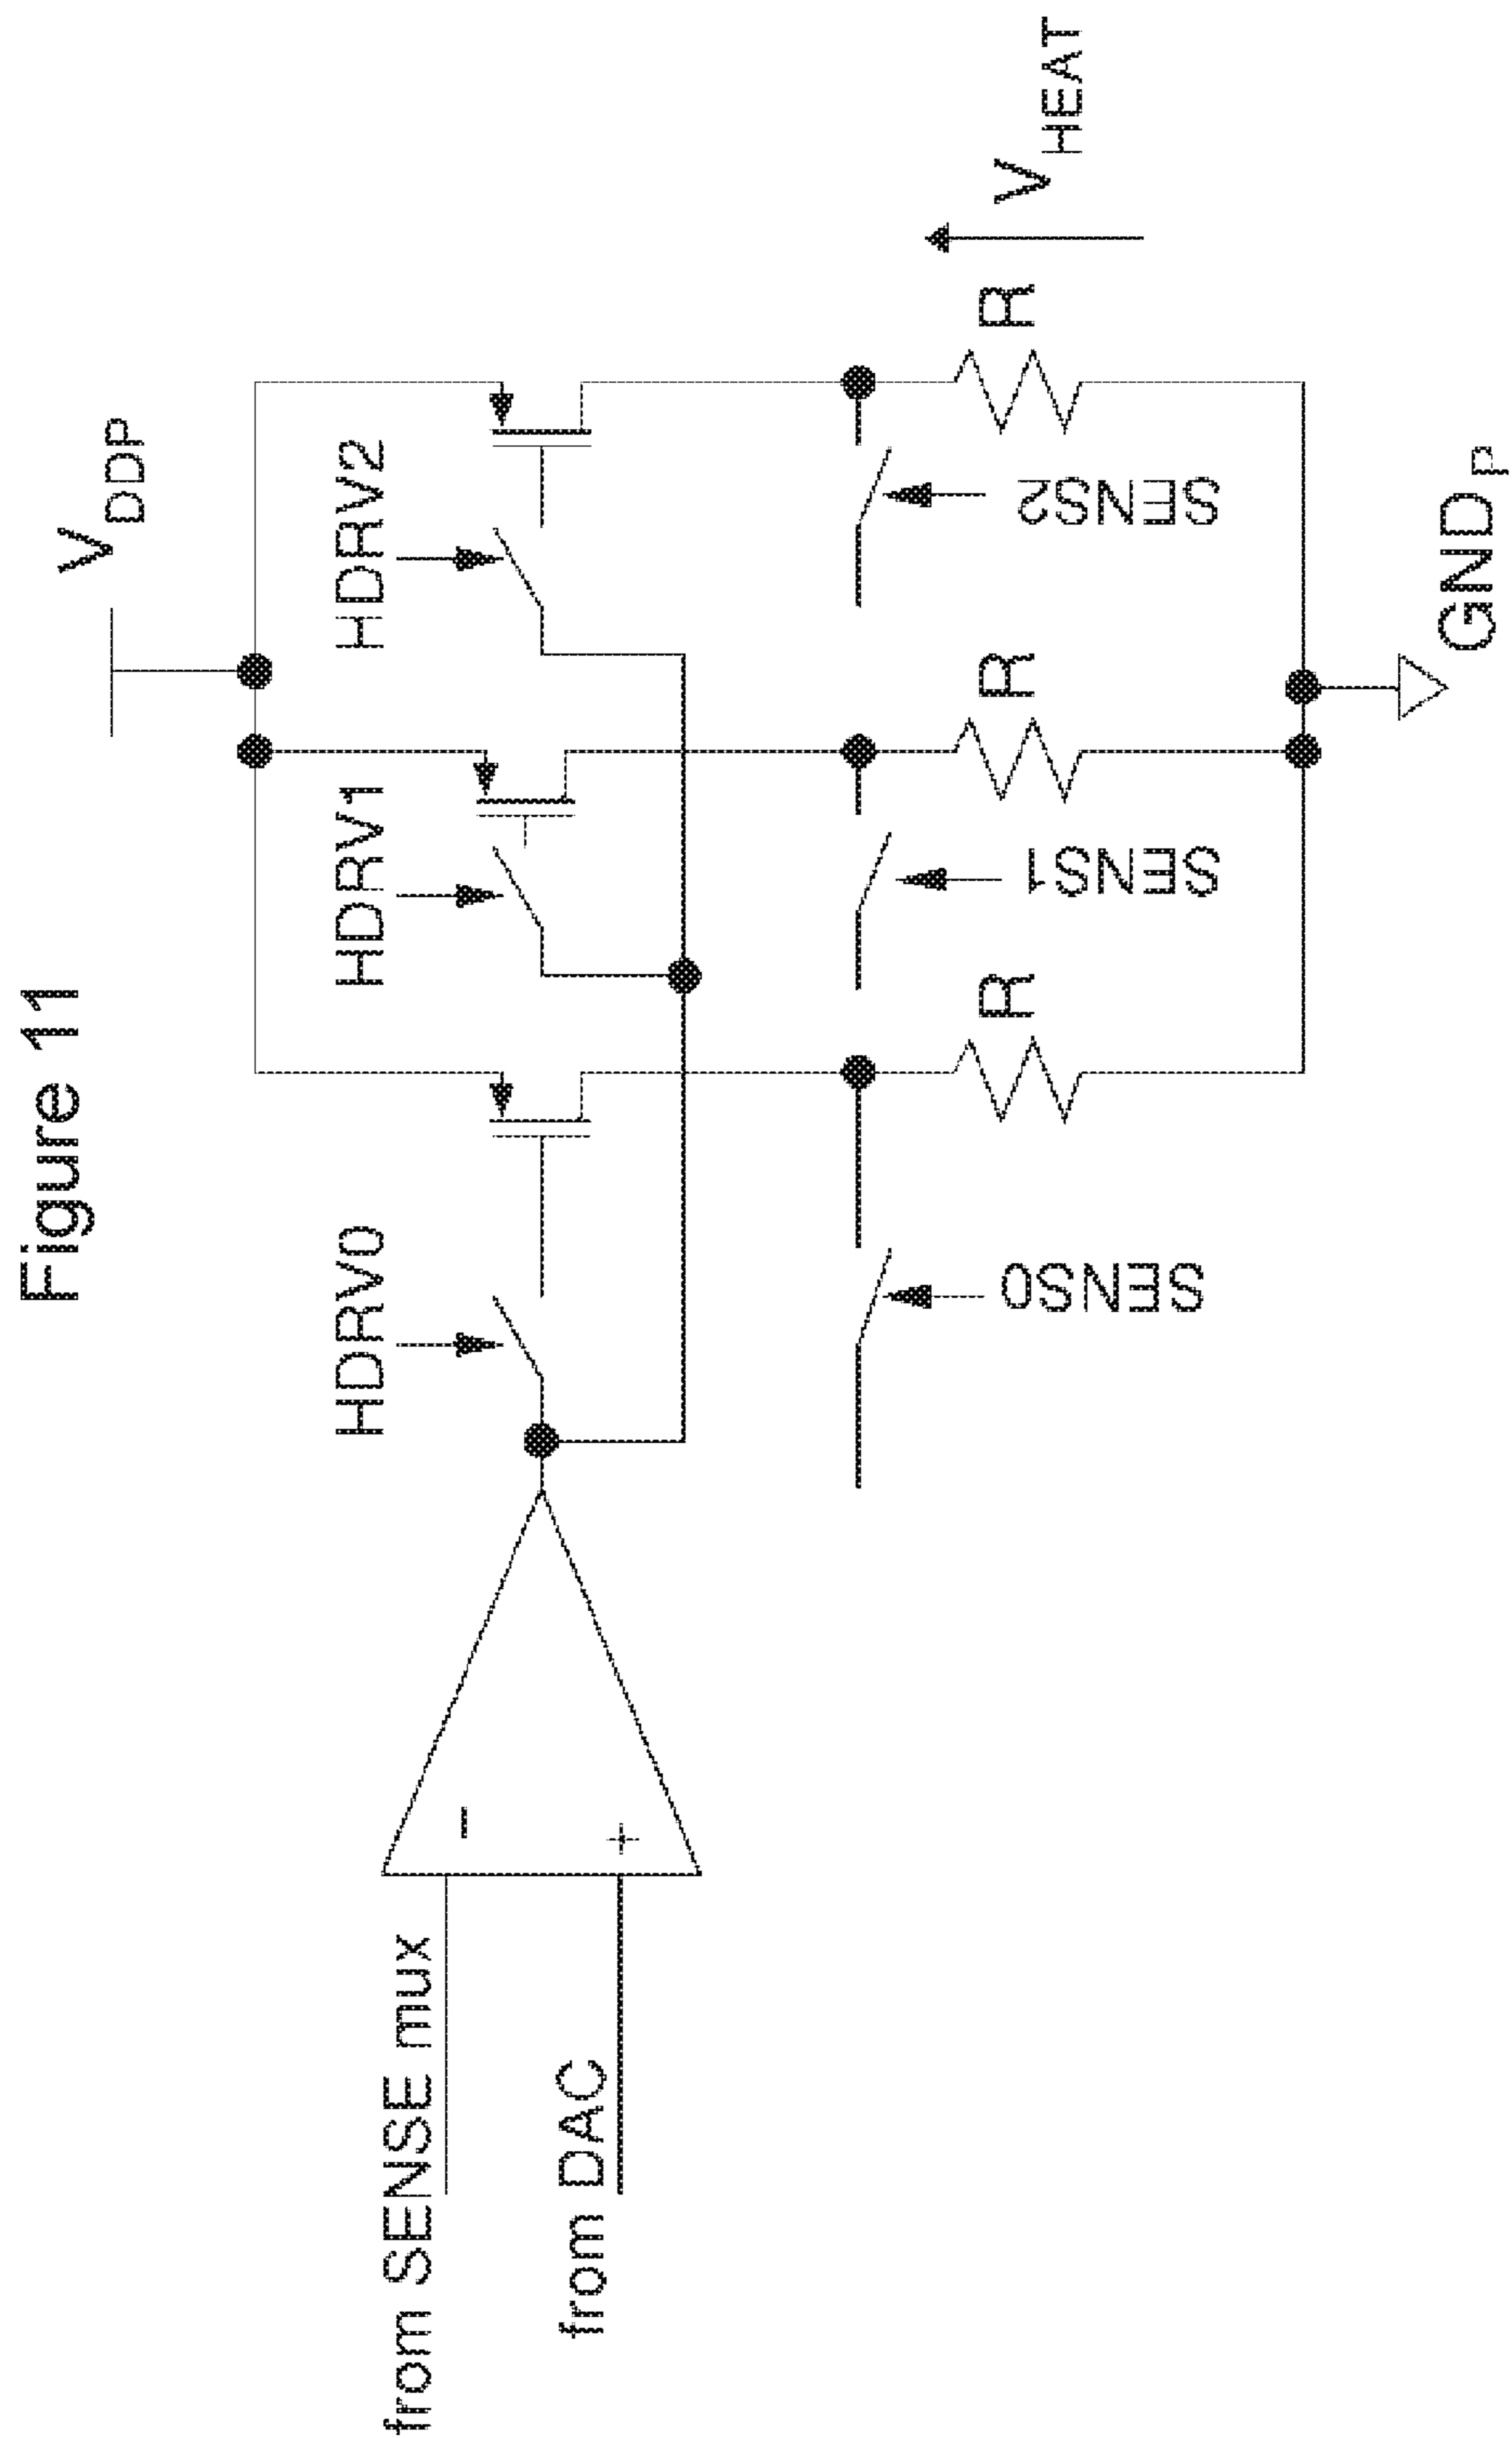 Figure 11
V_DDP
HDRV0
HDRV1
HDRV2
from SENSE mux
-
from DAC
+
SENS0
SENS1
SENS2
R
R
R
V_HEAT
GND_P